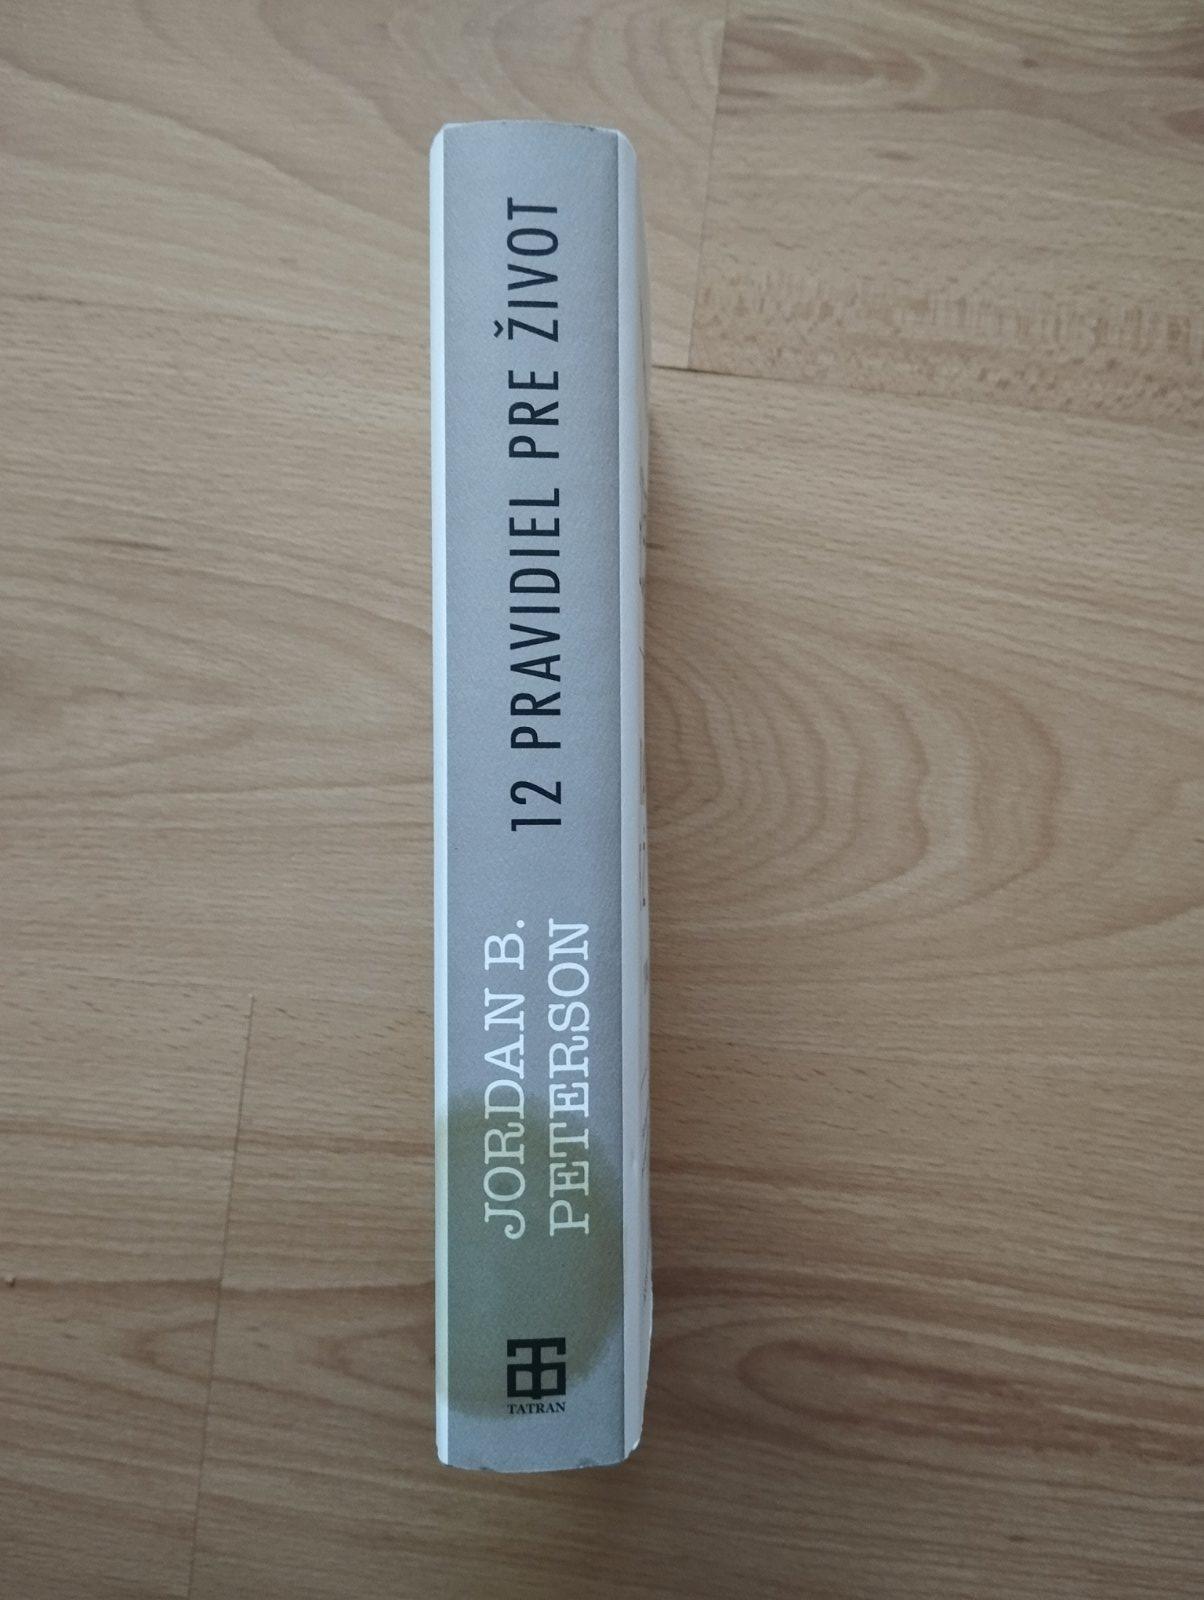 12 PRAVIDIEL PRE ŽIVOT
JORDAN B.
PETERSON
TATRAN